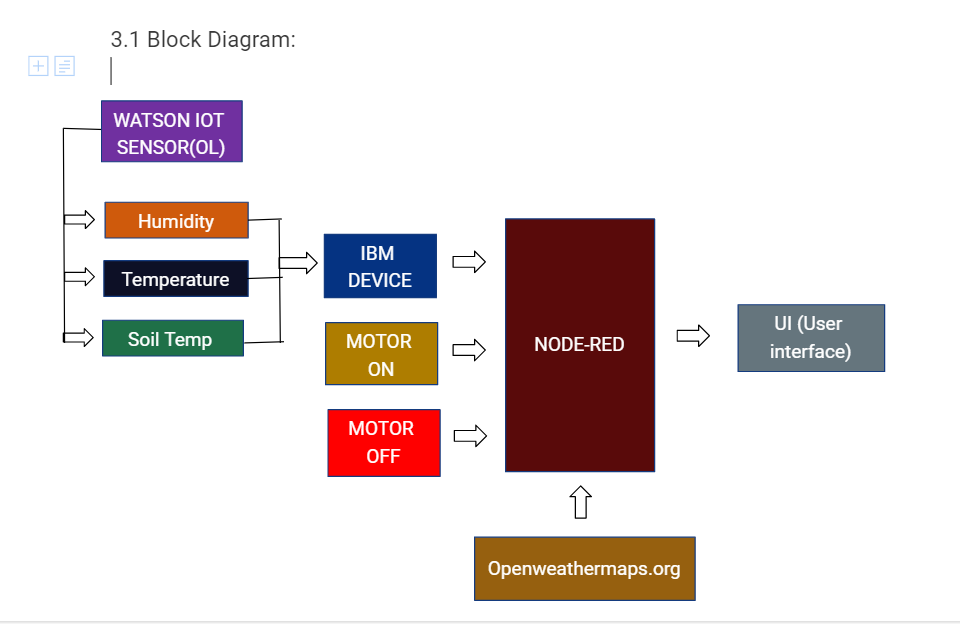 3.1 Block Diagram:
WATSON IOT
SENSOR(OL)
Humidity
Temperature
Soil Temp
IBM
DEVICE
MOTOR
ON
MOTOR
OFF
NODE-RED
UI (User
interface)
Openweathermaps.org